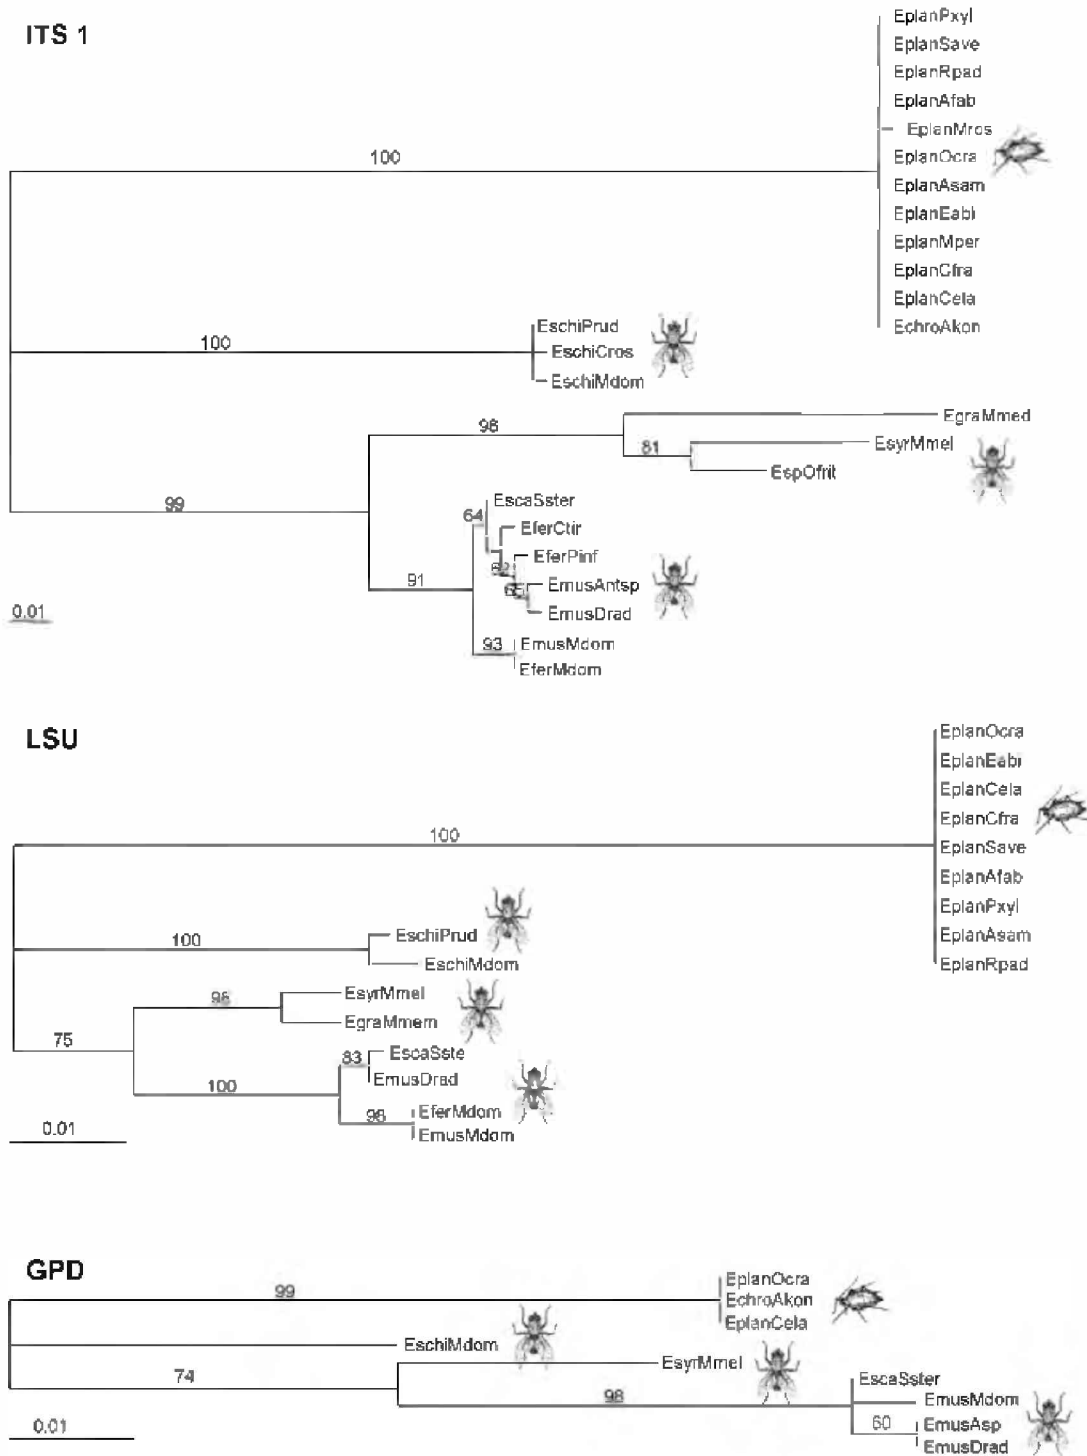 ITS 1
EplanPxyl
EplanSave
EplanRpad
EplanAfab
EplanMros
EplanOcra
EplanAsam
EplanEabi
EplanMper
EplanCfra
EplanCela
EchroAkon
100
EschiPrud
EschiCros
EschiMdom
100
EgraMmed
EsyrMmel
EspOfrit
98
81
99
EscaSster
EferCtir
EferPinf
EmusAntsp
EmusDrad
EmusMdom
EferMdom
64
62
65
91
93
0.01
LSU
EplanOcra
EplanEabi
EplanCela
EplanCfra
EplanSave
EplanAfab
EplanPxyl
EplanAsam
EplanRpad
100
EschiPrud
EschiMdom
100
EsyrMmel
EgraMmem
98
75
EscaSste
EmusDrad
EferMdom
EmusMdom
83
100
98
0.01
GPD
EplanOcra
EchroAkon
EplanCela
99
EschiMdom
EsyrMmel
74
EscaSster
EmusMdom
EmusAsp
EmusDrad
98
60
0.01